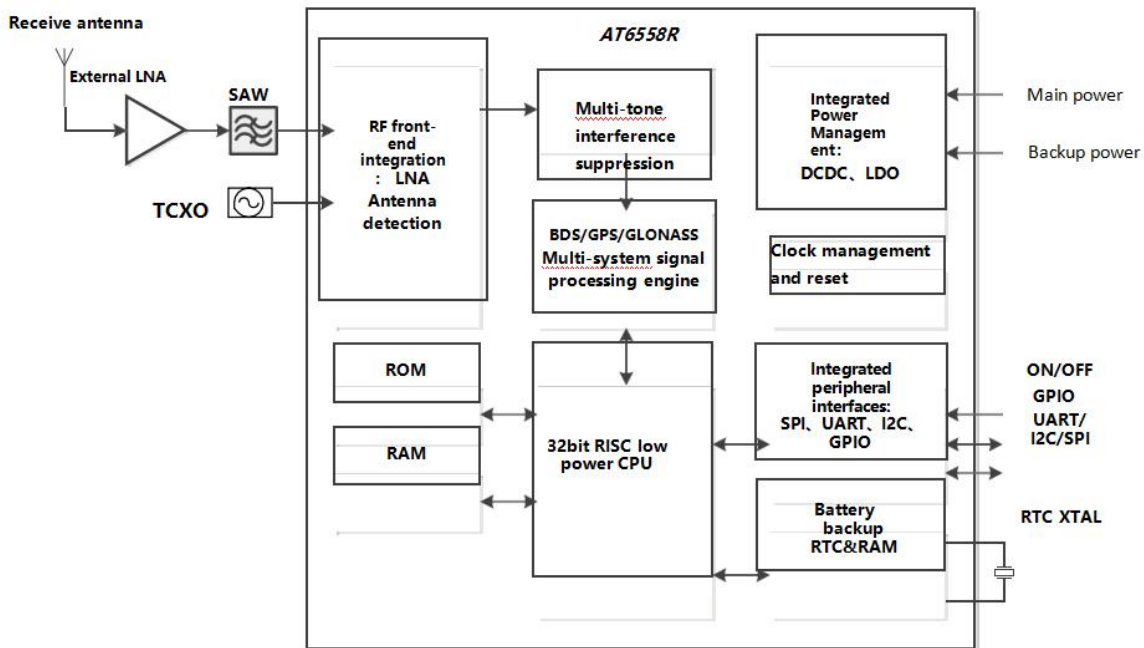 Receive antenna
External LNA
SAW
TCXO
AT6558R
RF front-
end
integration
: LNA
Antenna
detection
Multi-tone
interference
suppression
BDS/GPS/GLONASS
Multi-system signal
processing engine
Integrated
Power
Managem
ent：
DCDC、LDO
Main power
Backup power
Clock management
and reset
ROM
RAM
32bit RISC low
power CPU
Integrated
peripheral
interfaces:
SPI、UART、I2C、
GPIO
ON/OFF
GPIO
UART/
I2C/SPI
Battery
backup
RTC&RAM
RTC XTAL